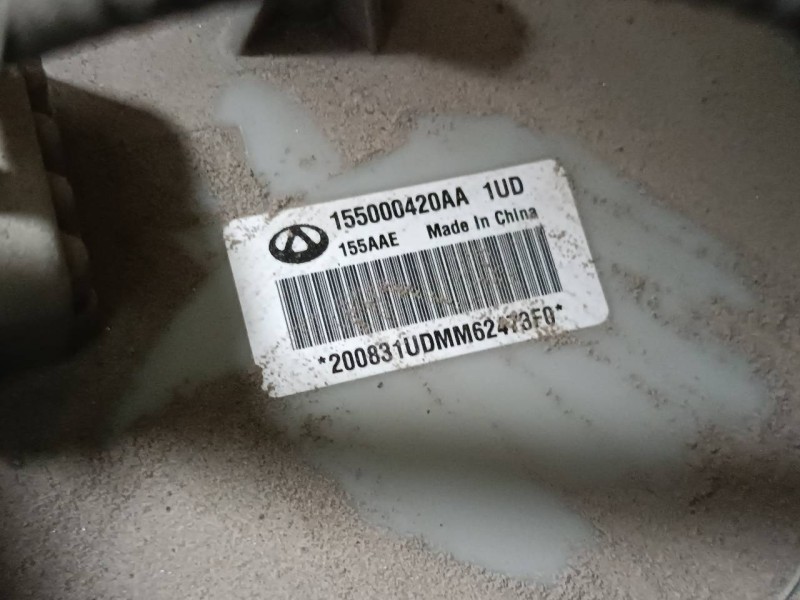 155000420AA 1UD
155AAE Made In China
*200831UDMM62473F0*